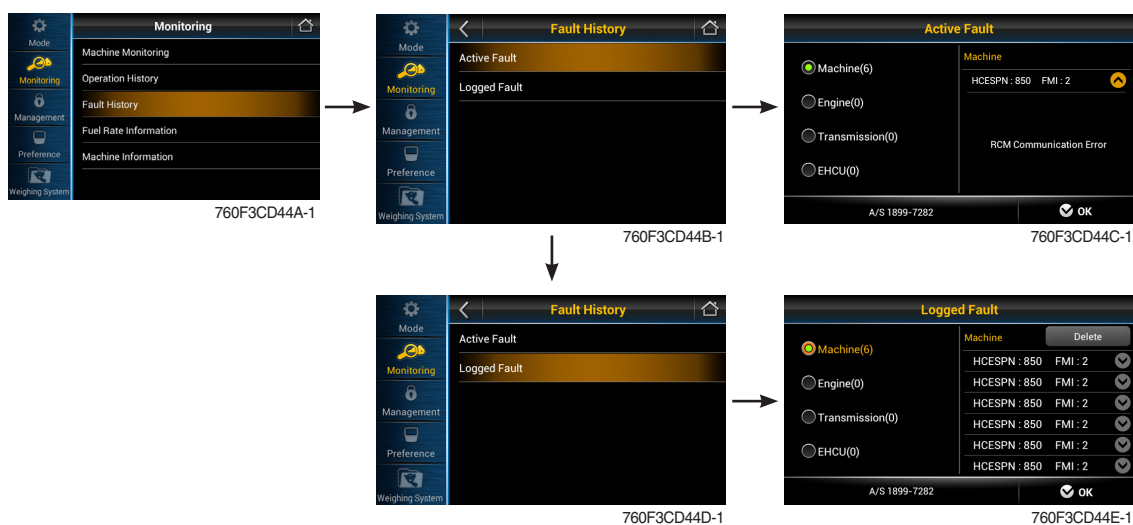 Monitoring
Mode
Monitoring
Management
Preference
Weighing System
Machine Monitoring
Operation History
Fault History
Fuel Rate Information
Machine Information
760F3CD44A-1
Fault History
Mode
Monitoring
Management
Preference
Weighing System
Active Fault
Logged Fault
760F3CD44B-1
Active Fault
Machine(6)
Engine(0)
Transmission(0)
EHCU(0)
Machine
HCESPN : 850 FMI : 2
RCM Communication Error
A/S 1899-7282
OK
760F3CD44C-1
Fault History
Mode
Monitoring
Management
Preference
Weighing System
Active Fault
Logged Fault
760F3CD44D-1
Logged Fault
Machine(6)
Engine(0)
Transmission(0)
EHCU(0)
Machine Delete
HCESPN : 850 FMI : 2
HCESPN : 850 FMI : 2
HCESPN : 850 FMI : 2
HCESPN : 850 FMI : 2
HCESPN : 850 FMI : 2
HCESPN : 850 FMI : 2
A/S 1899-7282
OK
760F3CD44E-1